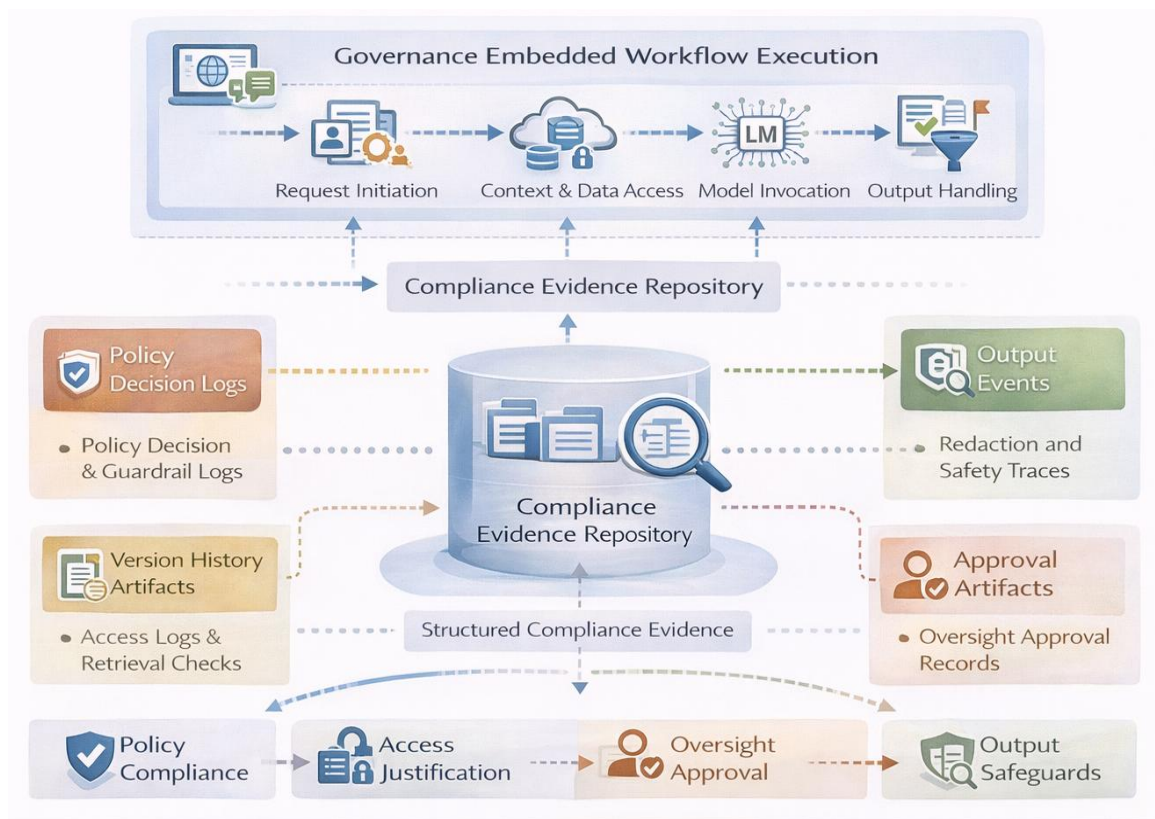 Governance Embedded Workflow Execution
LM
Request Initiation
Context & Data Access
Model Invocation
Output Handling
Compliance Evidence Repository
Policy
Decision Logs
Policy Decision
& Guardrail Logs
Output
Events
Redaction and
Safety Traces
Compliance
Evidence Repository
Version History
Artifacts
Access Logs &
Retrieval Checks
Approval
Artifacts
Oversight Approval
Records
Structured Compliance Evidence
Policy
Compliance
Access
Justification
Oversight
Approval
Output
Safeguards